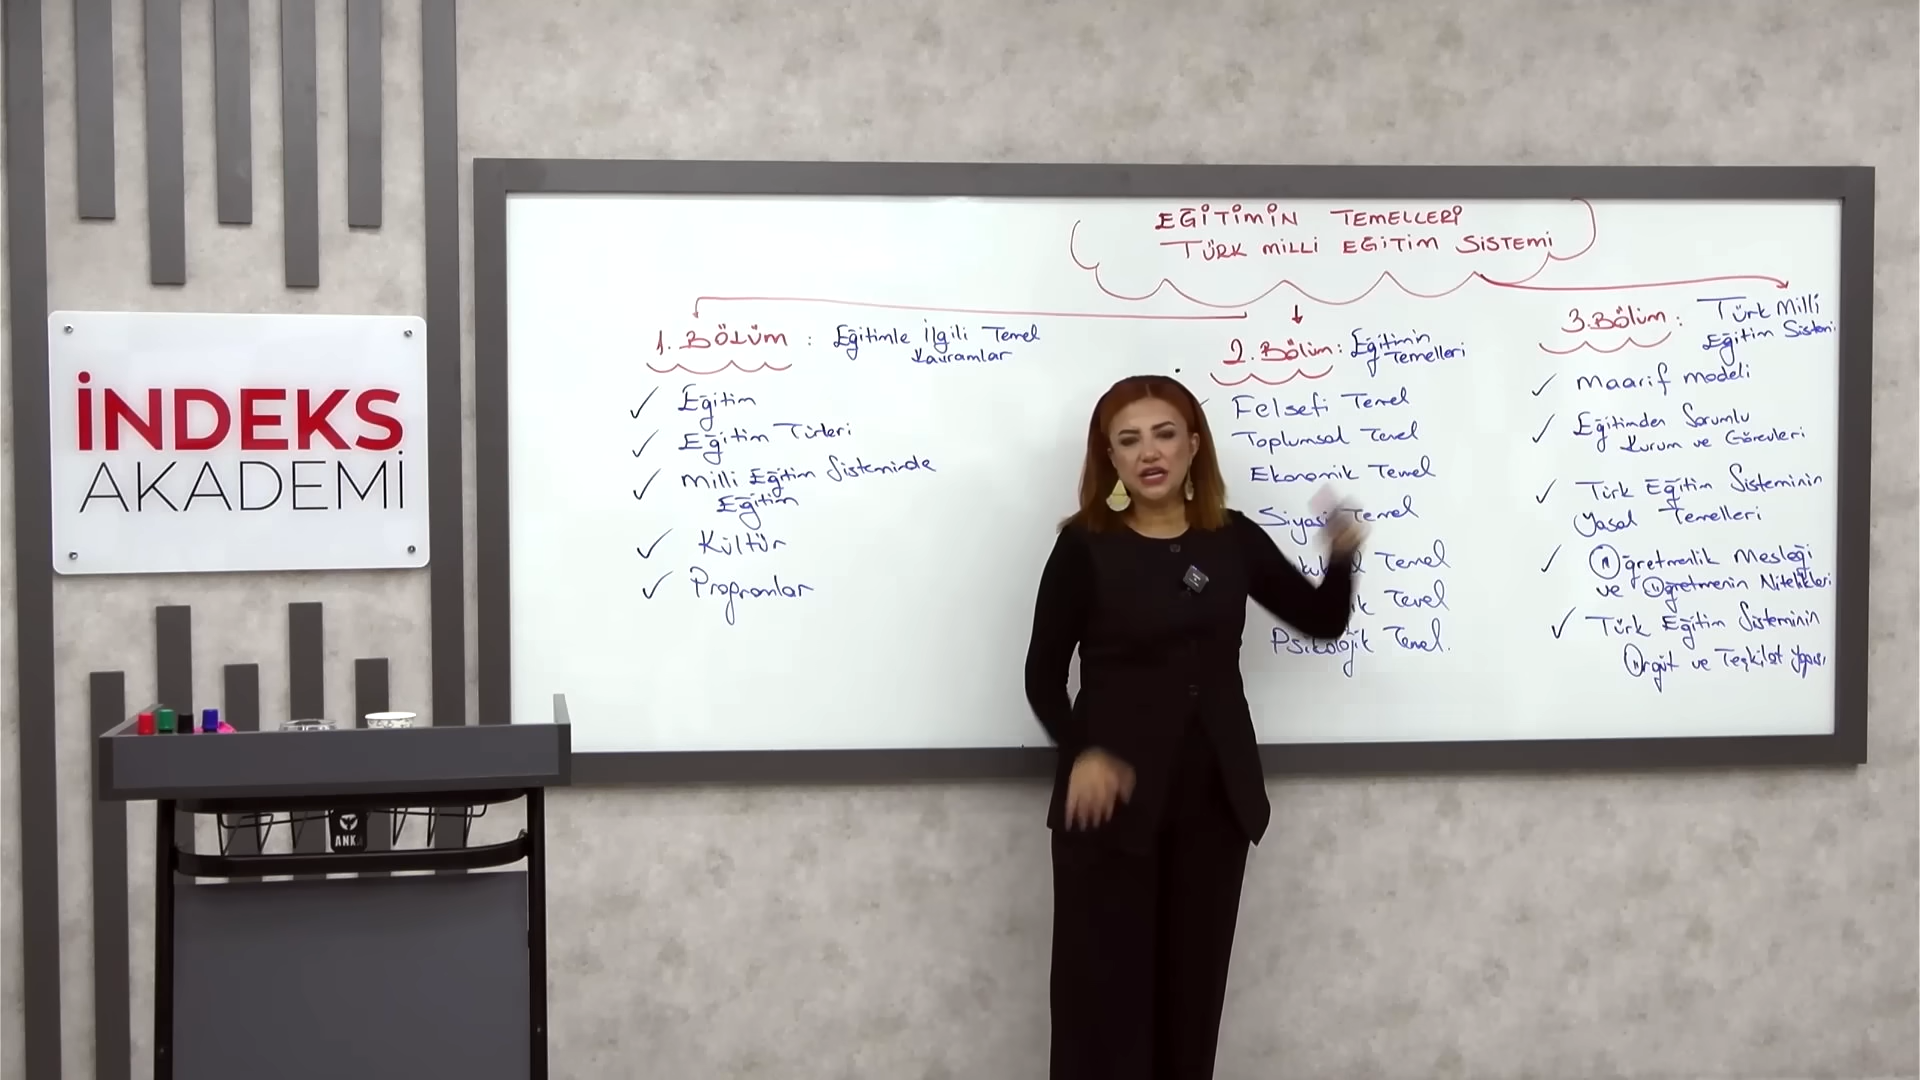 İNDEKS
AKADEMİ
ANKA
EĞİTİMİN TEMELLERİ
TÜRK MİLLİ EĞİTİM SİSTEMİ
1. BÖLÜM : Eğitimle İlgili Temel
Kavramlar
✓ Eğitim
✓ Eğitim Türleri
✓ Milli Eğitim Sisteminde
Eğitim
✓ Kültür
✓ Programlar
2. Bölüm : Eğitimin
Temelleri
Felsefi Temel
Toplumsal Temel
Ekonomik Temel
Siyasi Temel
Temel
Temel
Psikolojik Temel.
3. Bölüm : Türk Milli
Eğitim Sistemi
✓ Maarif Modeli
✓ Eğitimden Sorumlu
Kurum ve Görevleri
✓ Türk Eğitim Sisteminin
Yasal Temelleri
✓ Öğretmenlik Mesleği
ve Öğretmenin Nitelikleri
✓ Türk Eğitim Sisteminin
Örgüt ve Teşkilat Yapısı